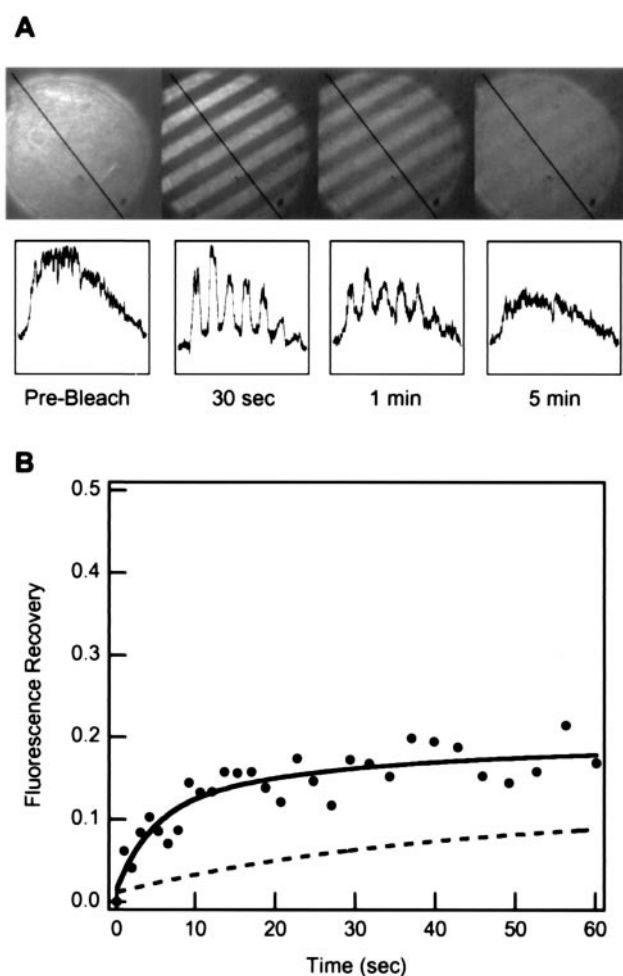 A
Pre-Bleach 30 sec 1 min 5 min
B
0.5
0.4
0.3
0.2
0.1
0.0
Fluorescence Recovery
0 10 20 30 40 50 60
Time (sec)